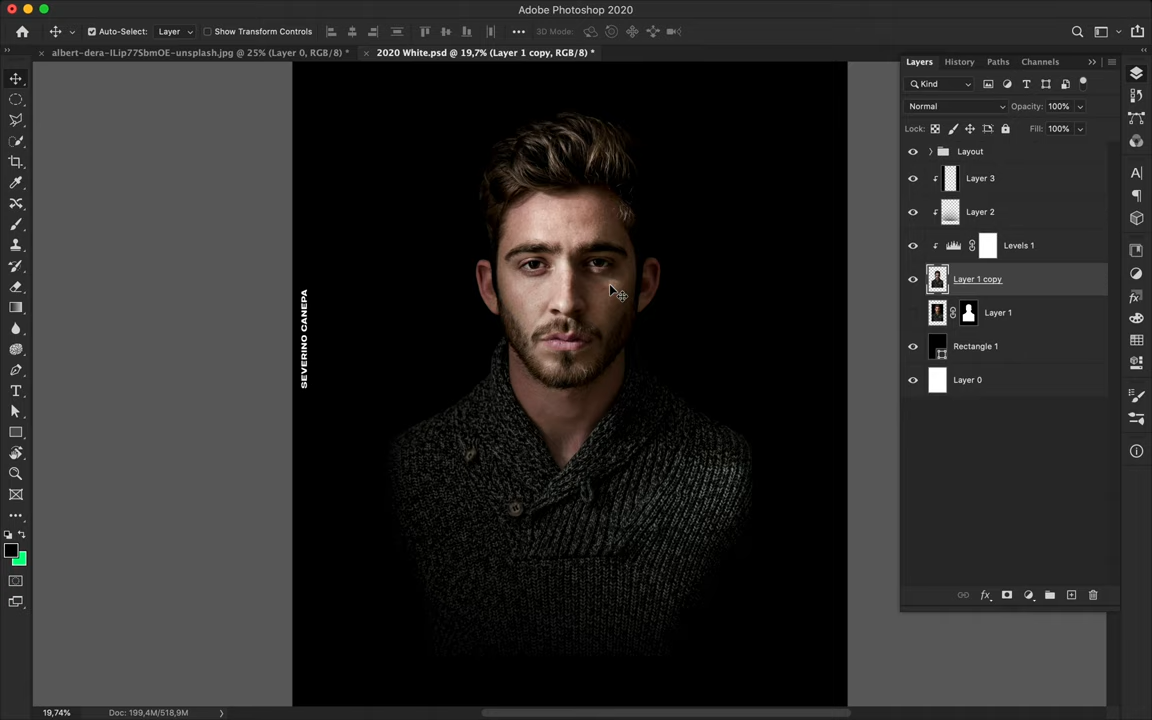 Adobe Photoshop 2020
Auto-Select: Layer Show Transform Controls 3D Mode:
albert-dera-ILip77SbmOE-unsplash.jpg @ 25% (Layer 0, RGB/8) *
2020 White.psd @ 19,7% (Layer 1 copy, RGB/8) *
Layers History Paths Channels
Kind
Normal Opacity: 100%
Lock: Fill: 100%
Layout
Layer 3
Layer 2
Levels 1
Layer 1 copy
Layer 1
Rectangle 1
Layer 0
SEVERINO CANEPA
19,74% Doc: 199,4M/518,9M